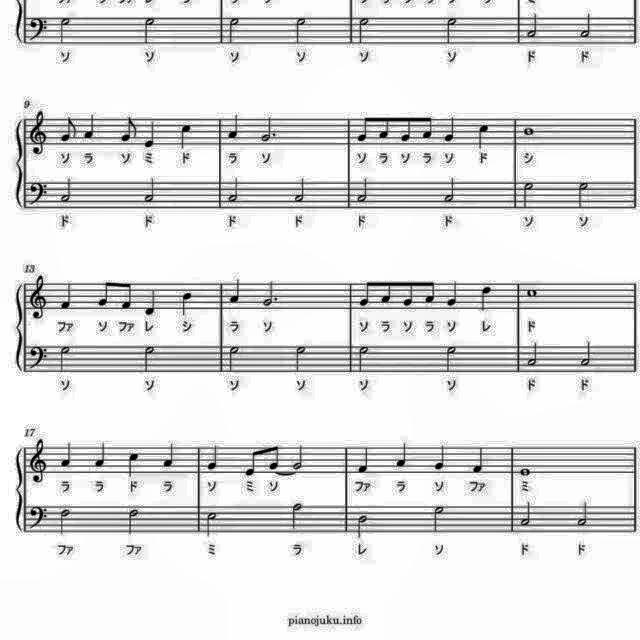 ソ ソ ソ ソ ソ ソ ド ド
9
ソ ラ ソ ミ ド ラ ソ ソ ラ ソ ラ ソ ド シ
ド ド ド ド ド ド ソ ソ
13
ファ ソ ファ レ シ ラ ソ ソ ラ ソ ラ ソ レ ド
ソ ソ ソ ソ ソ ソ ド ド
17
ラ ラ ド ラ ソ ミ ソ ファ ラ ソ ファ ミ
ファ ファ ミ ラ レ ソ ド ド
pianojuku.info